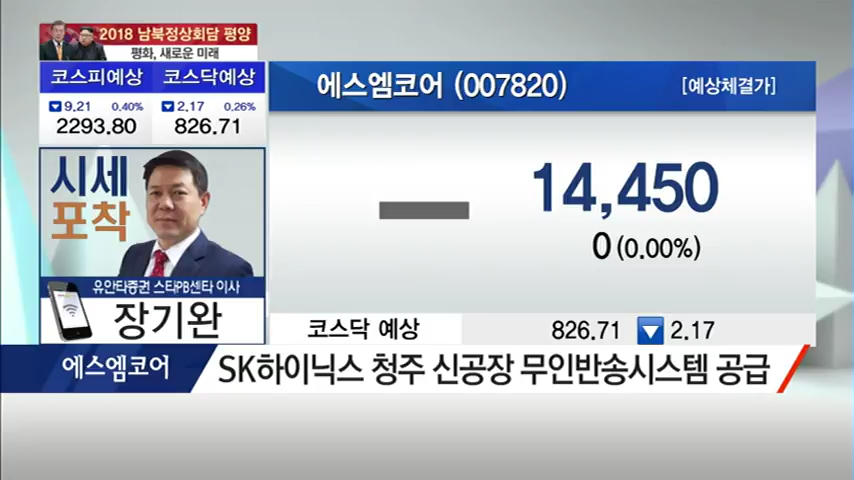 2018 남북정상회담 평양
평화, 새로운 미래
코스피예상 코스닥예상
▼ 9.21 0.40% ▼ 2.17 0.26%
2293.80 826.71
에스엠코어 (007820) [예상체결가]
시세
포착
14,450
0 (0.00%)
유안타증권 스타PB센타 이사
장기완
코스닥 예상 826.71 ▼ 2.17
에스엠코어 SK하이닉스 청주 신공장 무인반송시스템 공급